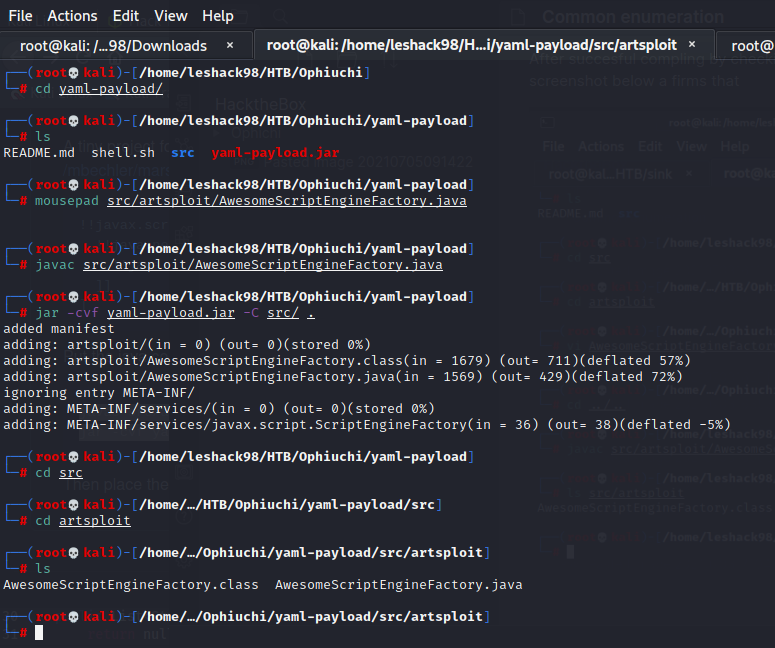 File Actions Edit View Help
root@kali: /...98/Downloads × root@kali: /home/leshack98/H...i/yaml-payload/src/artsploit × root@
┌──(root💀kali)-[/home/leshack98/HTB/Ophiuchi]
└─# cd yaml-payload/
┌──(root💀kali)-[/home/leshack98/HTB/Ophiuchi/yaml-payload]
└─# ls
README.md shell.sh src yaml-payload.jar
┌──(root💀kali)-[/home/leshack98/HTB/Ophiuchi/yaml-payload]
└─# mousepad src/artsploit/AwesomeScriptEngineFactory.java
┌──(root💀kali)-[/home/leshack98/HTB/Ophiuchi/yaml-payload]
└─# javac src/artsploit/AwesomeScriptEngineFactory.java
┌──(root💀kali)-[/home/leshack98/HTB/Ophiuchi/yaml-payload]
└─# jar -cvf yaml-payload.jar -C src/ .
added manifest
adding: artsploit/(in = 0) (out= 0)(stored 0%)
adding: artsploit/AwesomeScriptEngineFactory.class(in = 1679) (out= 711)(deflated 57%)
adding: artsploit/AwesomeScriptEngineFactory.java(in = 1569) (out= 429)(deflated 72%)
ignoring entry META-INF/
adding: META-INF/services/(in = 0) (out= 0)(stored 0%)
adding: META-INF/services/javax.script.ScriptEngineFactory(in = 36) (out= 38)(deflated -5%)
┌──(root💀kali)-[/home/leshack98/HTB/Ophiuchi/yaml-payload]
└─# cd src
┌──(root💀kali)-[/home/…/HTB/Ophiuchi/yaml-payload/src]
└─# cd artsploit
┌──(root💀kali)-[/home/…/Ophiuchi/yaml-payload/src/artsploit]
└─# ls
AwesomeScriptEngineFactory.class AwesomeScriptEngineFactory.java
┌──(root💀kali)-[/home/…/Ophiuchi/yaml-payload/src/artsploit]
└─#
Common enumeration
HacktheBox